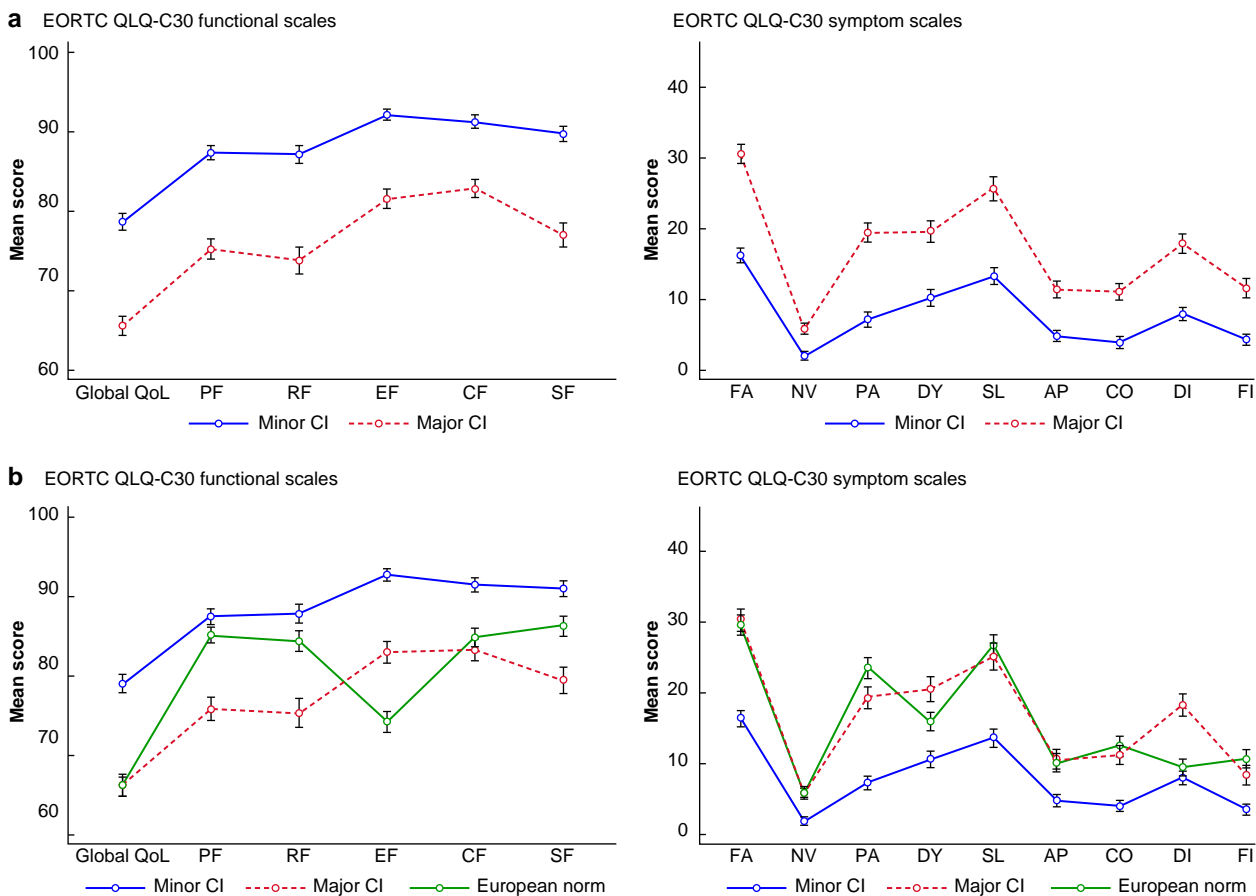 a EORTC QLQ-C30 functional scales
100
90
80
70
60
Mean score
Global QoL PF RF EF CF SF
Minor CI Major CI
EORTC QLQ-C30 symptom scales
40
30
20
10
0
Mean score
FA NV PA DY SL AP CO DI FI
Minor CI Major CI
b EORTC QLQ-C30 functional scales
100
90
80
70
60
Mean score
Global QoL PF RF EF CF SF
Minor CI Major CI European norm
EORTC QLQ-C30 symptom scales
40
30
20
10
0
Mean score
FA NV PA DY SL AP CO DI FI
Minor CI Major CI European norm